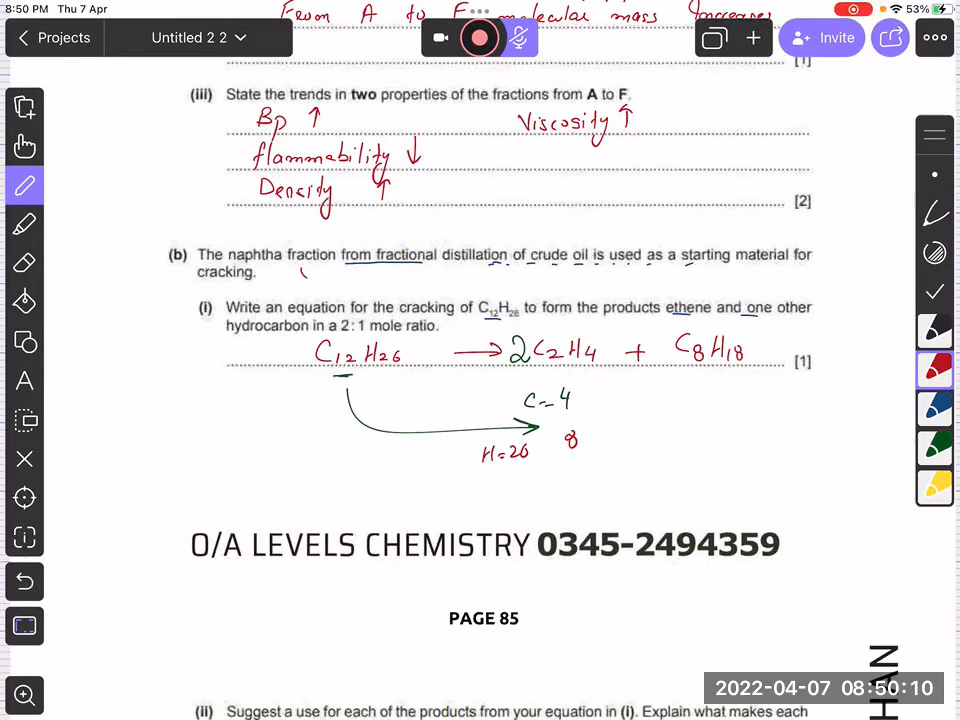 8:50 PM Thu 7 Apr
53%
From A to F molecular mass Increases
Projects
Untitled 2 2
Invite
[1]
(iii) State the trends in two properties of the fractions from A to F.
Bp ↑ Viscosity ↑
flammability ↓
Density ↑
[2]
(b) The naphtha fraction from fractional distillation of crude oil is used as a starting material for
cracking.
(i) Write an equation for the cracking of C₁₂H₂₆ to form the products ethene and one other
hydrocarbon in a 2:1 mole ratio.
C₁₂H₂₆ → 2C₂H₄ + C₈H₁₈
[1]
C=4
H=26 8
O/A LEVELS CHEMISTRY 0345-2494359
PAGE 85
HAN
2022-04-07 08:50:10
(ii) Suggest a use for each of the products from your equation in (i). Explain what makes each